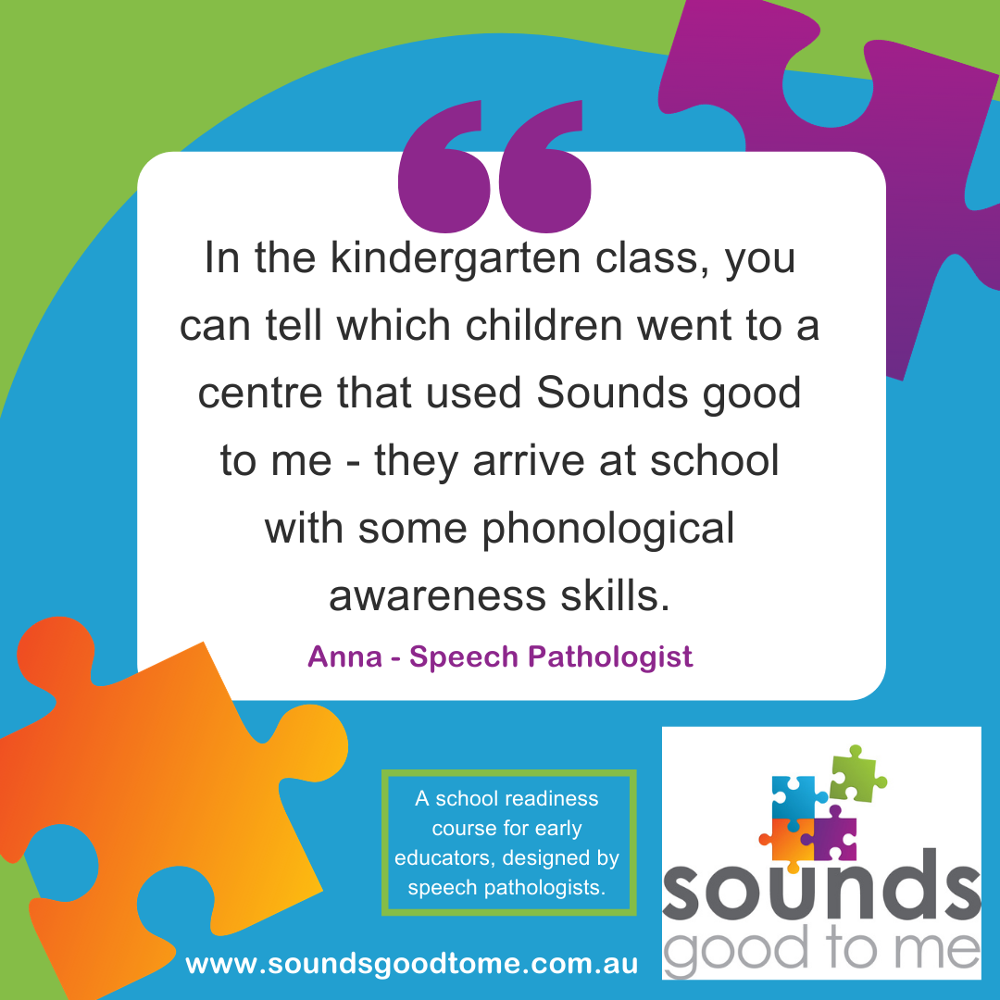 In the kindergarten class, you
can tell which children went to a
centre that used Sounds good
to me - they arrive at school
with some phonological
awareness skills.
Anna - Speech Pathologist
A school readiness
course for early
educators, designed by
speech pathologists.
www.soundsgoodtome.com.au
sounds
good to me